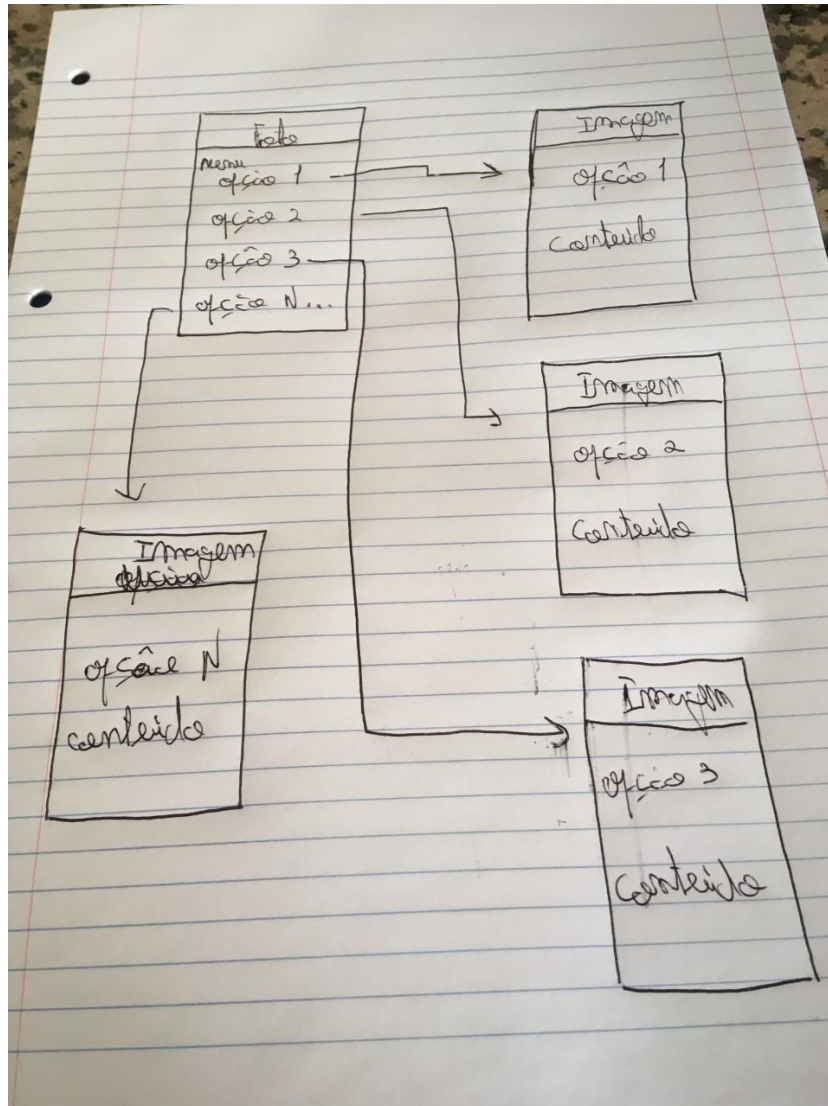 Foto
Menu
opção 1
opção 2
opção 3
opção N...
Imagem
opção 1
Conteúdo
Imagem
opção 2
Conteúdo
Imagem
opção N
conteúdo
Imagem
opção 3
Conteúdo